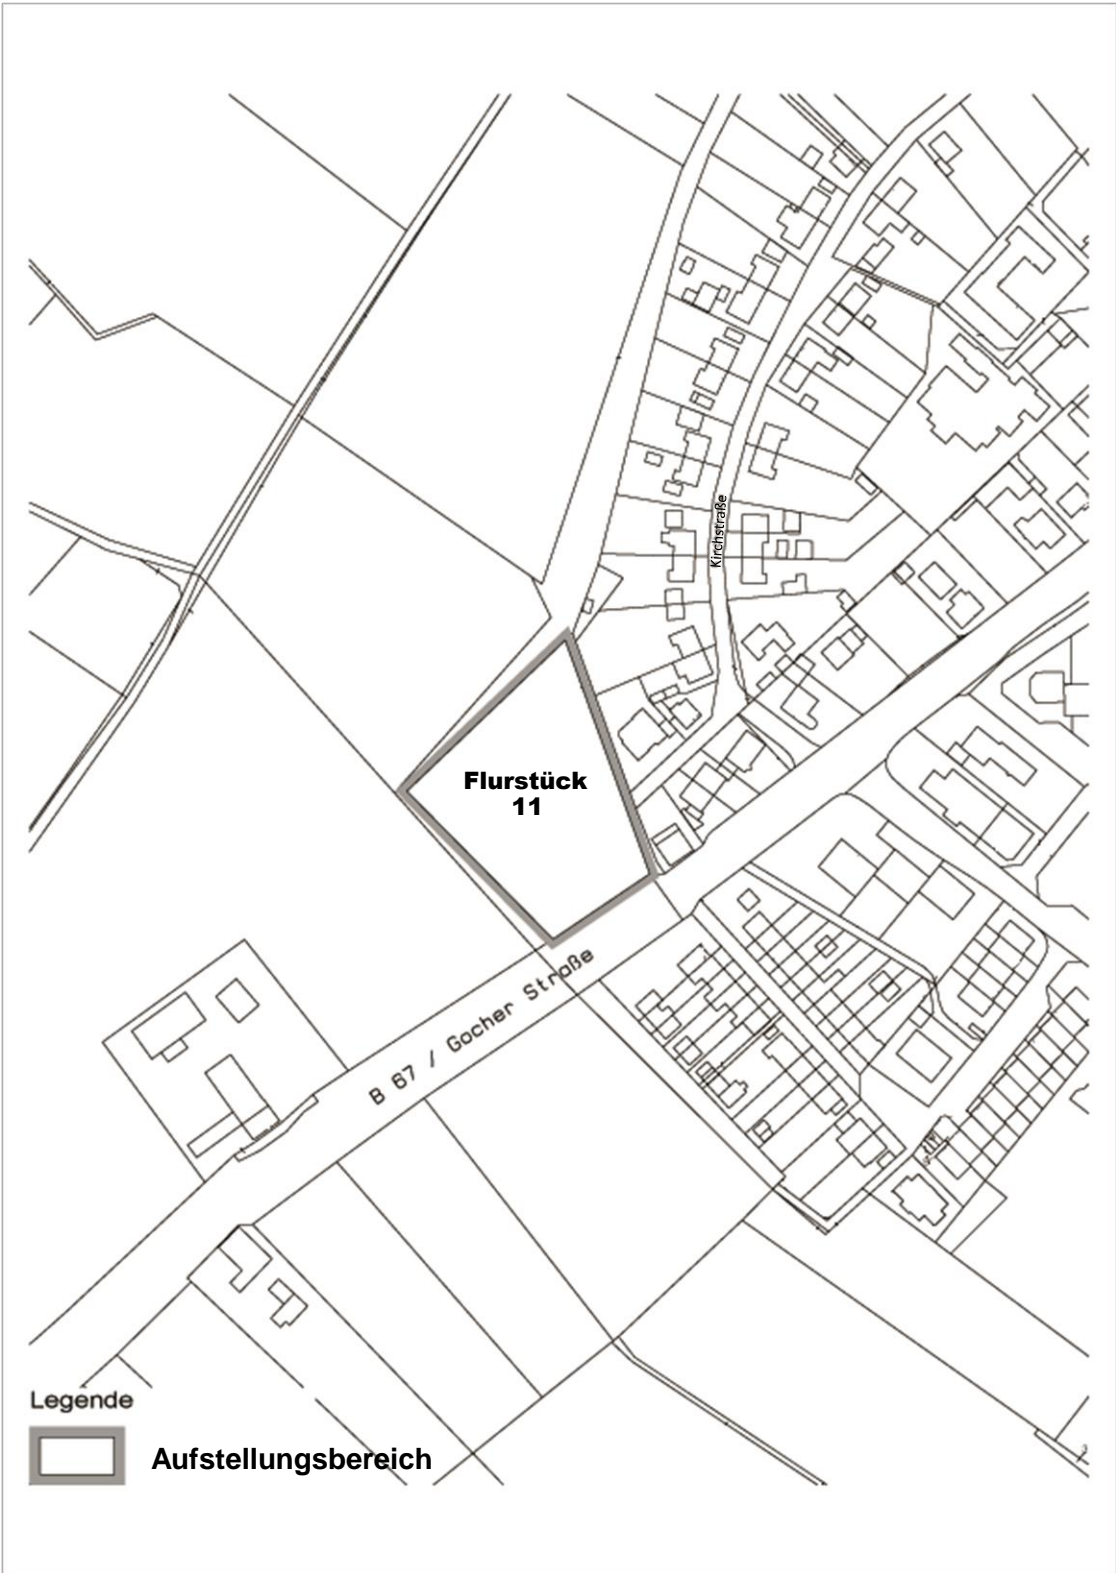 Kirchstraße
Flurstück
11
B 67 / Gocher Straße
Legende
Aufstellungsbereich